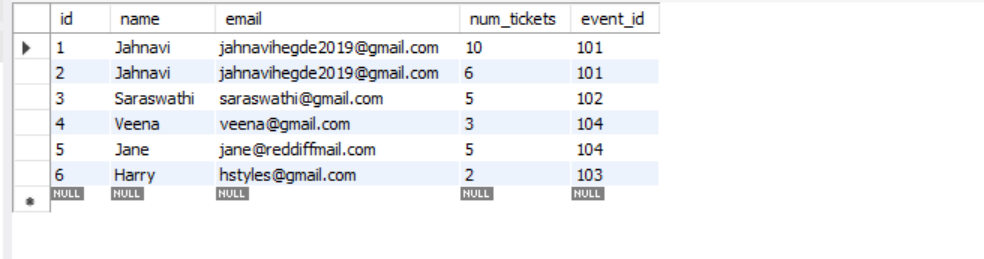 id name email num_tickets event_id
1 Jahnavi jahnavihegde2019@gmail.com 10 101
2 Jahnavi jahnavihegde2019@gmail.com 6 101
3 Saraswathi saraswathi@gmail.com 5 102
4 Veena veena@gmail.com 3 104
5 Jane jane@reddiffmail.com 5 104
6 Harry hstyles@gmail.com 2 103
NULL NULL NULL NULL NULL